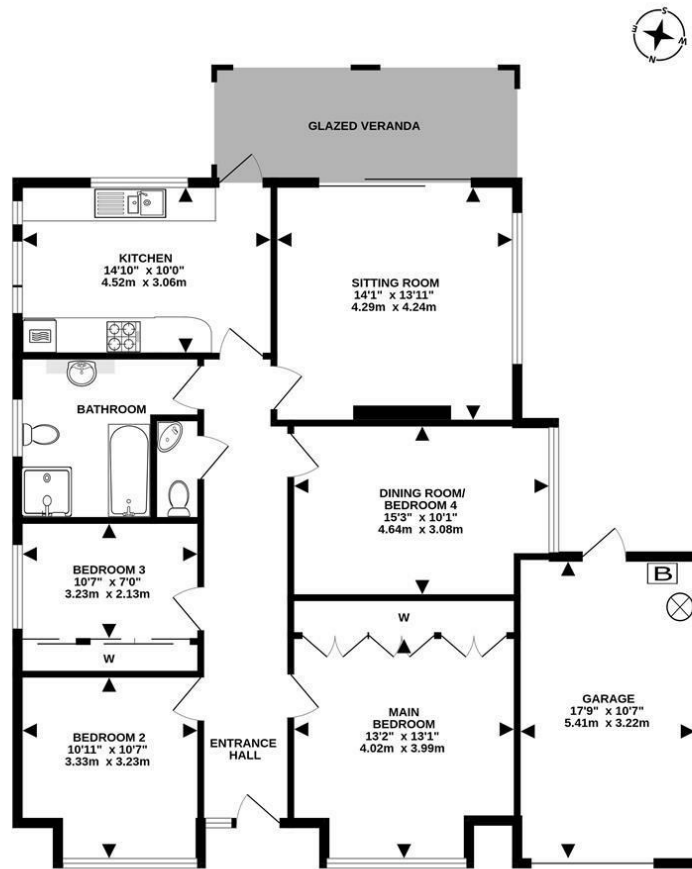 S
E
W
N
GLAZED VERANDA
KITCHEN
14'10" x 10'0"
4.52m x 3.06m
SITTING ROOM
14'1" x 13'11"
4.29m x 4.24m
BATHROOM
DINING ROOM/
BEDROOM 4
15'3" x 10'1"
4.64m x 3.08m
BEDROOM 3
10'7" x 7'0"
3.23m x 2.13m
W
B
W
BEDROOM 2
10'11" x 10'7"
3.33m x 3.23m
ENTRANCE
HALL
MAIN
BEDROOM
13'2" x 13'1"
4.02m x 3.99m
GARAGE
17'9" x 10'7"
5.41m x 3.22m